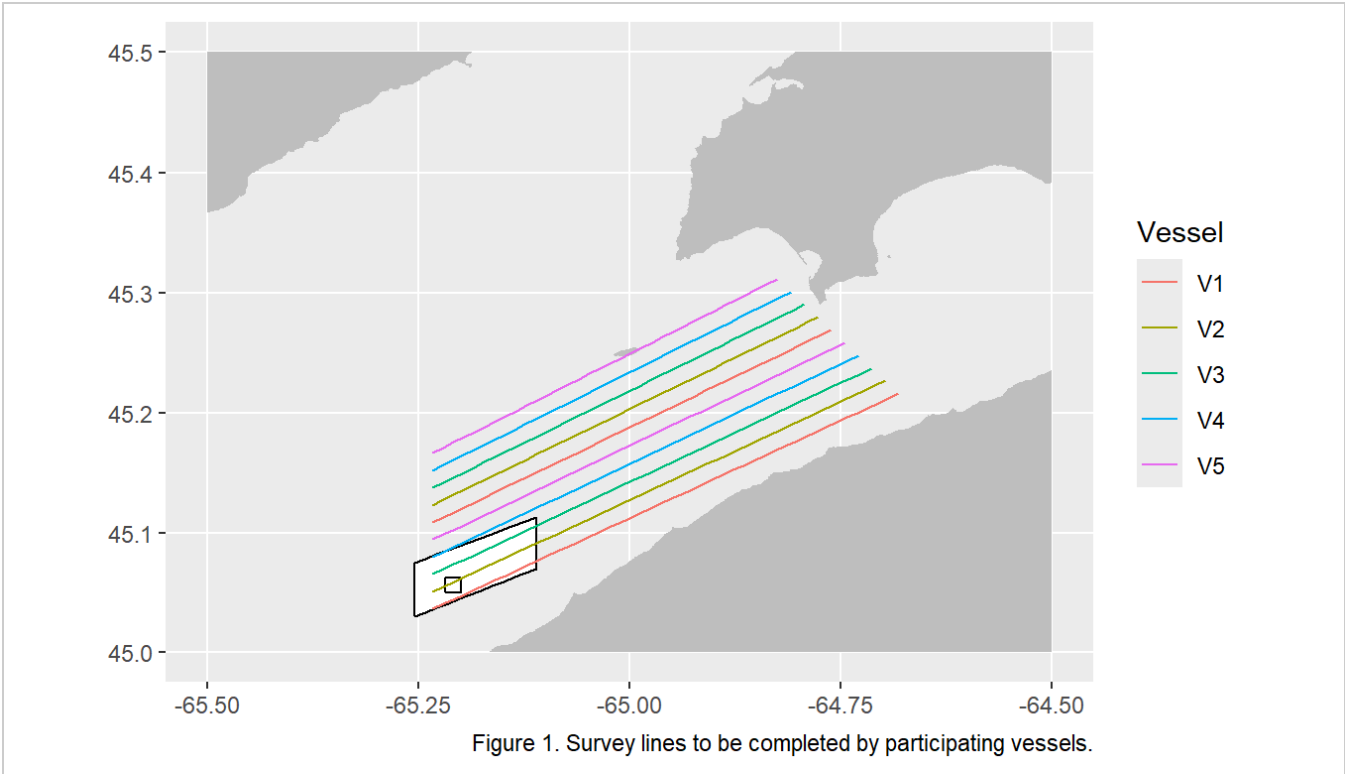 45.5
45.4
45.3
45.2
45.1
45.0
-65.50 -65.25 -65.00 -64.75 -64.50
Vessel
V1
V2
V3
V4
V5
Figure 1. Survey lines to be completed by participating vessels.